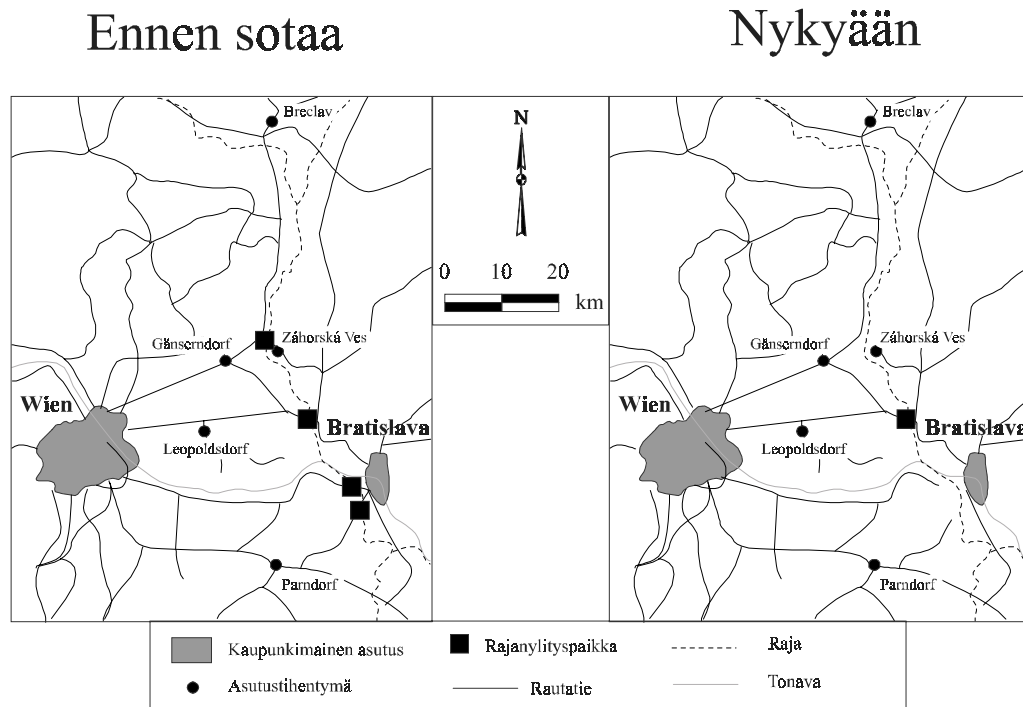 Ennen sotaa
Nykyään
Breclav
Gänserndorf
Záhorská Ves
Wien
Bratislava
Leopoldsdorf
Parndorf
N
0 10 20
km
Breclav
Gänserndorf
Záhorská Ves
Wien
Bratislava
Leopoldsdorf
Parndorf
Kaupunkimainen asutus
Rajanylityspaikka
Raja
Asutustihentymä
Rautatie
Tonava